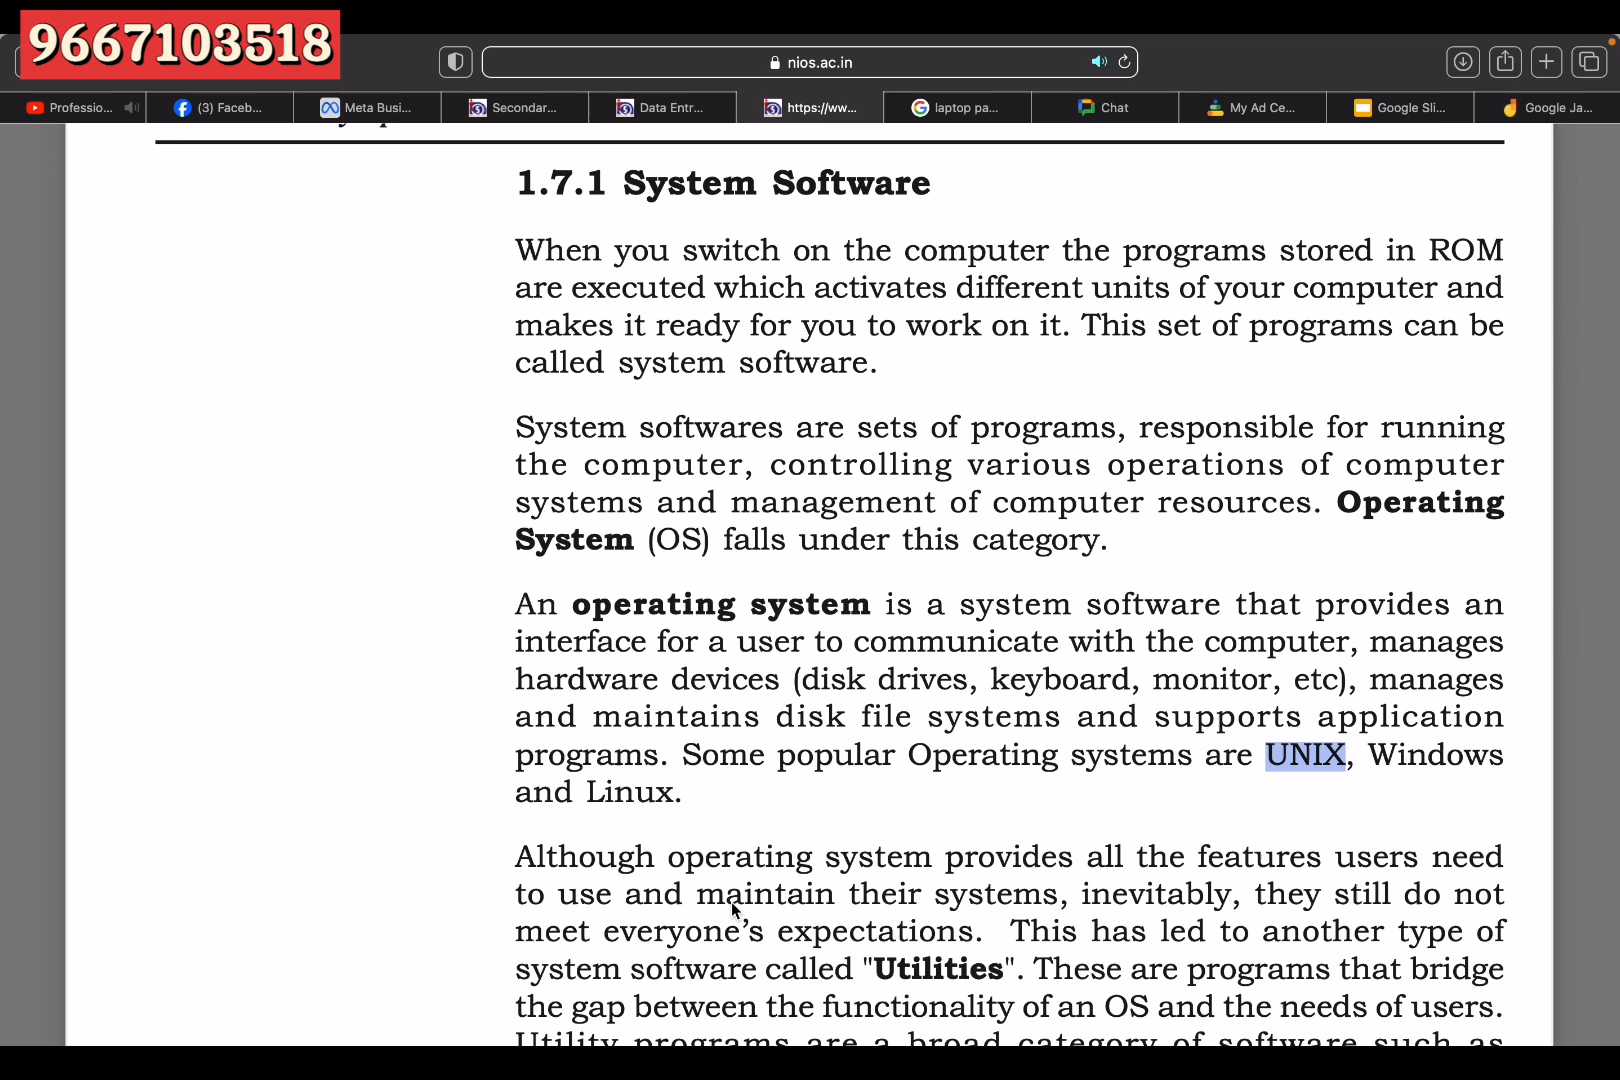 9667103518
nios.ac.in
Professio...
(3) Faceb...
Meta Busi...
Secondar...
Data Entr...
https://ww...
laptop pa...
Chat
My Ad Ce...
Google Sli...
Google Ja...
1.7.1 System Software
When you switch on the computer the programs stored in ROM
are executed which activates different units of your computer and
makes it ready for you to work on it. This set of programs can be
called system software.
System softwares are sets of programs, responsible for running
the computer, controlling various operations of computer
systems and management of computer resources. Operating
System (OS) falls under this category.
An operating system is a system software that provides an
interface for a user to communicate with the computer, manages
hardware devices (disk drives, keyboard, monitor, etc), manages
and maintains disk file systems and supports application
programs. Some popular Operating systems are UNIX, Windows
and Linux.
Although operating system provides all the features users need
to use and maintain their systems, inevitably, they still do not
meet everyone's expectations. This has led to another type of
system software called "Utilities". These are programs that bridge
the gap between the functionality of an OS and the needs of users.
Utility programs are a broad category of software such as